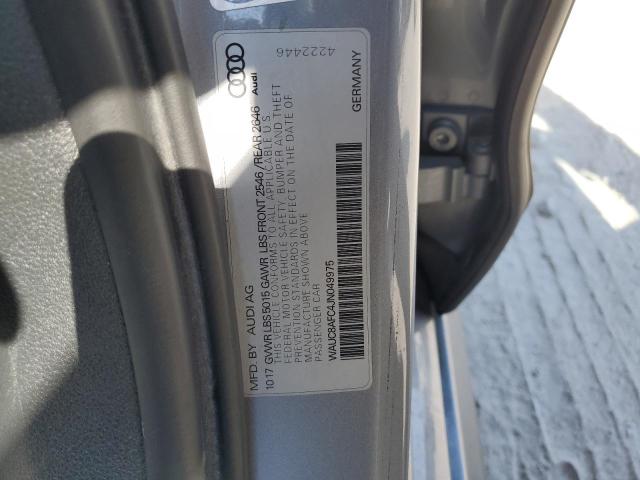 MFD. BY AUDI AG Audi 4222446
1017 GVWR LBS 5015 GAWR LBS FRONT 2546 /REAR 2646
THIS VEHICLE CONFORMS TO ALL APPLICABLE U.S.
FEDERAL MOTOR VEHICLE SAFETY, BUMPER AND THEFT
PREVENTION STANDARDS IN EFFECT ON THE DATE OF
MANUFACTURE SHOWN ABOVE
PASSENGER CAR
WAUC8AFC4JN049975 GERMANY